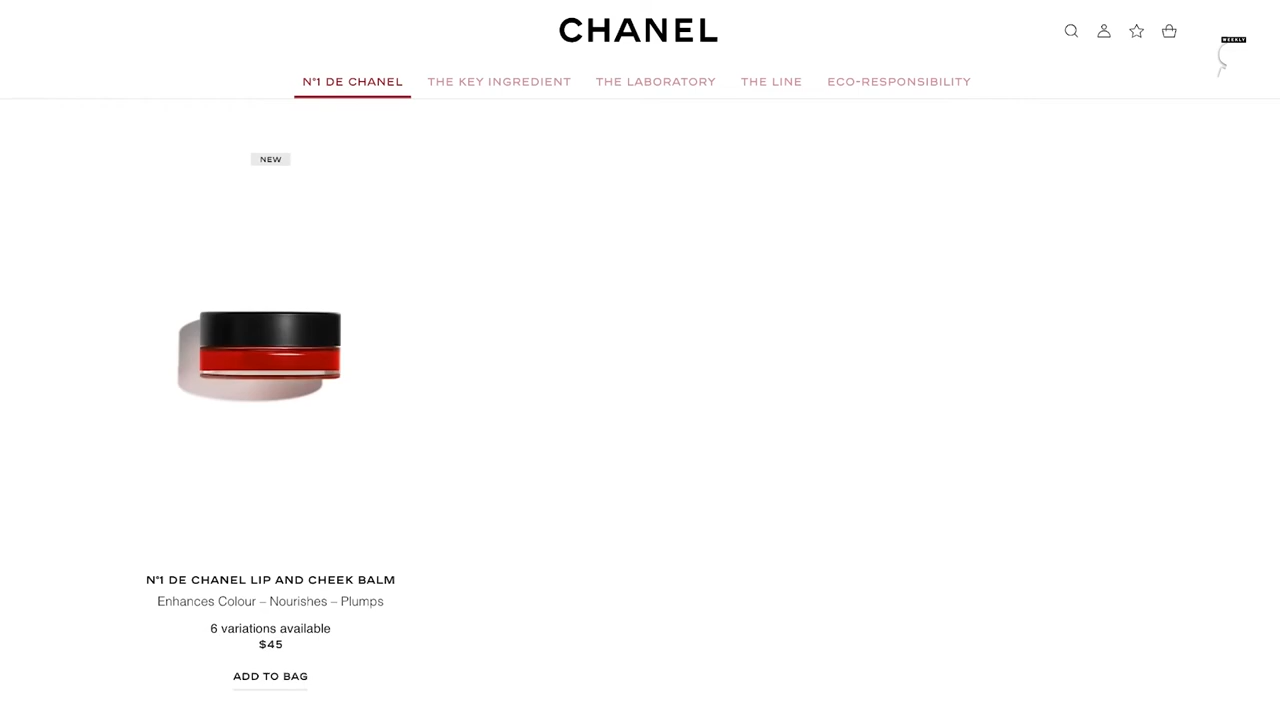 CHANEL
WEEKLY
N°1 DE CHANEL THE KEY INGREDIENT THE LABORATORY THE LINE ECO-RESPONSIBILITY
NEW
N°1 DE CHANEL LIP AND CHEEK BALM
Enhances Colour – Nourishes – Plumps
6 variations available
$45
ADD TO BAG